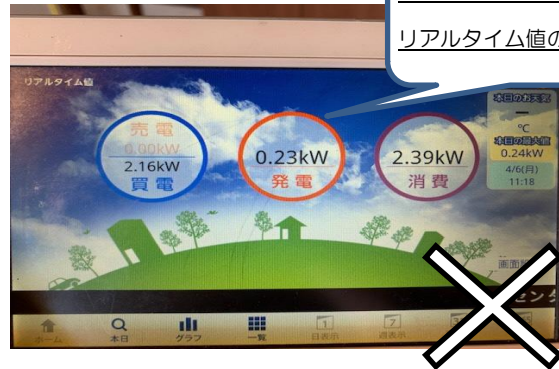 リアルタイム値の
リアルタイム値
売電
0.00kW
2.16kW
買電
0.23kW
発電
2.39kW
消費
本日のお天気
℃
本日の最大値
0.24kW
4/6(月)
11:18
画面
センタ
ホーム
本日
グラフ
一覧
1
日表示
7
週表示